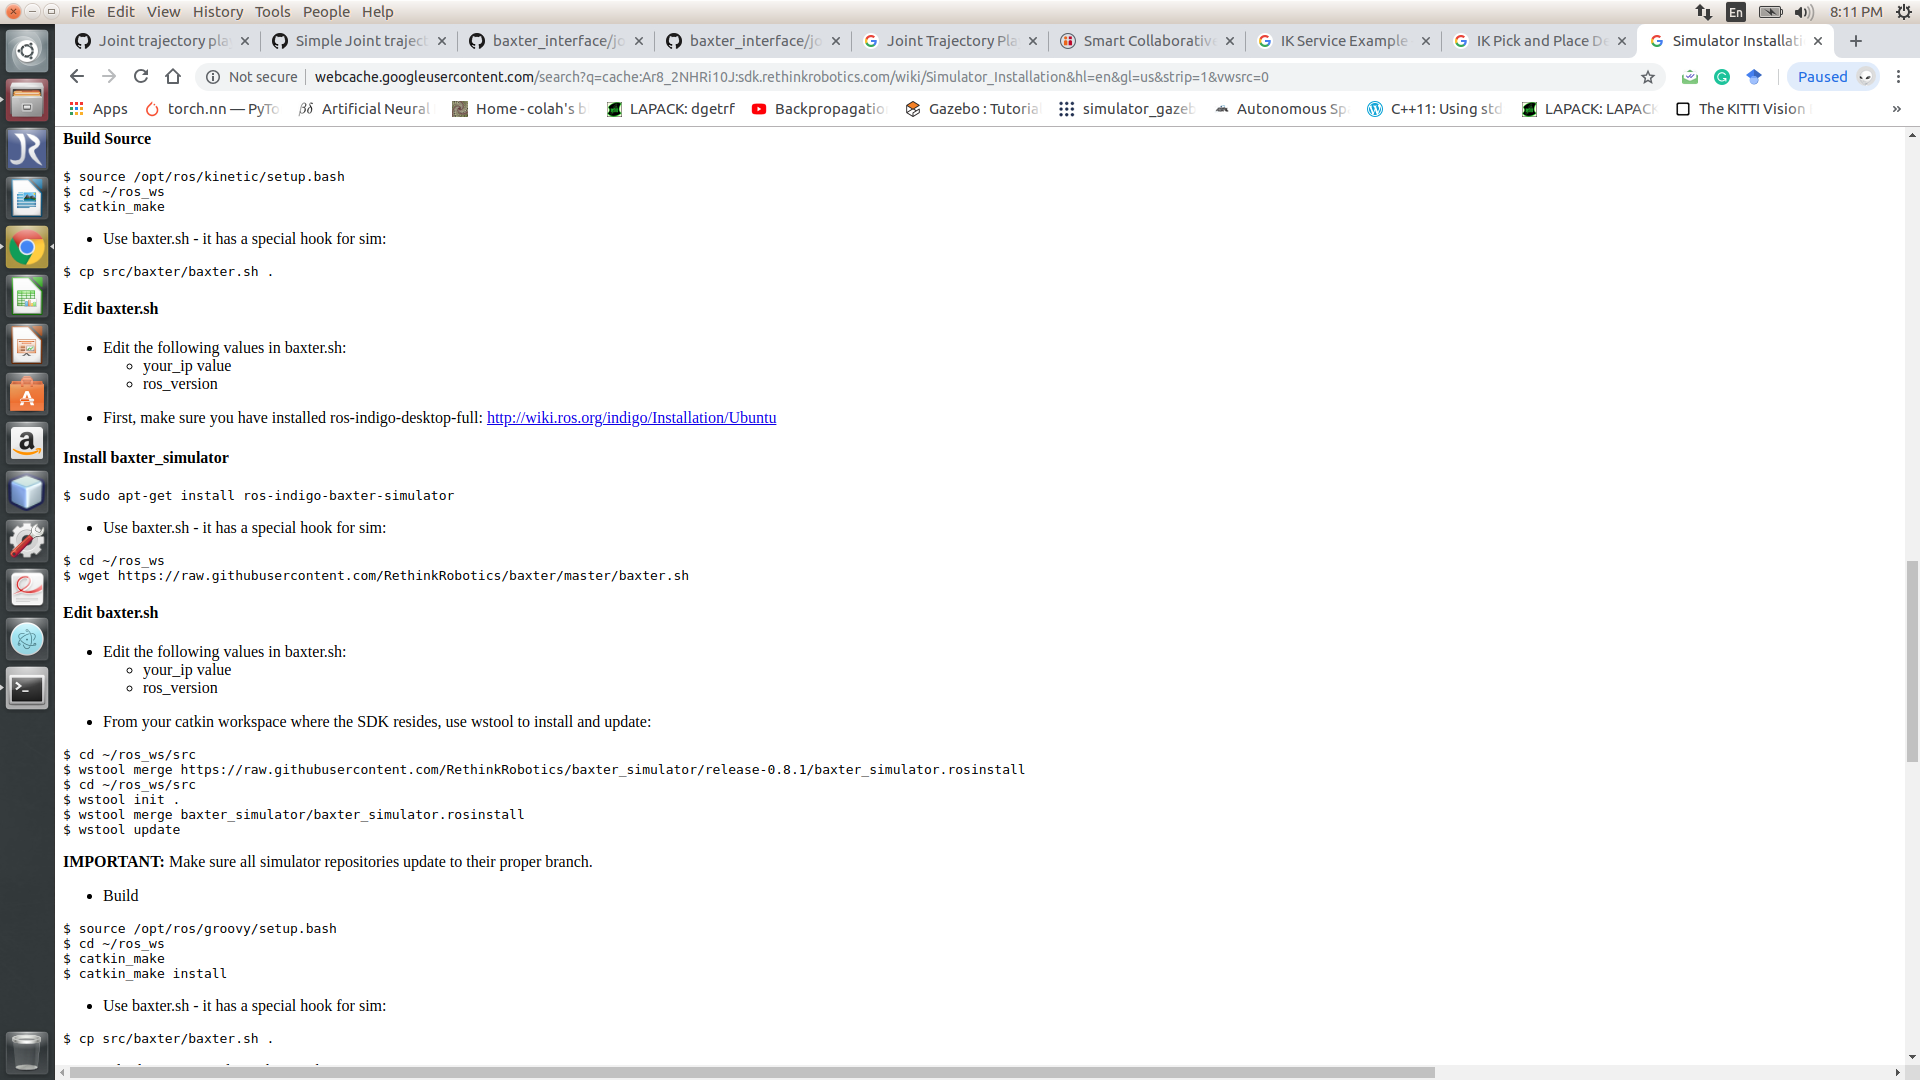 File Edit View History Tools People Help
En 8:11 PM
Joint trajectory pla
Simple Joint traject
baxter_interface/jo
baxter_interface/jo
Joint Trajectory Pla
Smart Collaborative
IK Service Example
IK Pick and Place De
Simulator Installati
Not secure webcache.googleusercontent.com/search?q=cache:Ar8_2NHRi10J:sdk.rethinkrobotics.com/wiki/Simulator_Installation&hl=en&gl=us&strip=1&vwsrc=0
Paused
Apps torch.nn — PyTo Artificial Neural Home - colah's b LAPACK: dgetrf Backpropagatio Gazebo : Tutoria simulator_gazeb Autonomous Sp C++11: Using std LAPACK: LAPACK The KITTI Vision »
Build Source
$ source /opt/ros/kinetic/setup.bash
$ cd ~/ros_ws
$ catkin_make
• Use baxter.sh - it has a special hook for sim:
$ cp src/baxter/baxter.sh .
Edit baxter.sh
• Edit the following values in baxter.sh:
◦ your_ip value
◦ ros_version
• First, make sure you have installed ros-indigo-desktop-full: http://wiki.ros.org/indigo/Installation/Ubuntu
Install baxter_simulator
$ sudo apt-get install ros-indigo-baxter-simulator
• Use baxter.sh - it has a special hook for sim:
$ cd ~/ros_ws
$ wget https://raw.githubusercontent.com/RethinkRobotics/baxter/master/baxter.sh
Edit baxter.sh
• Edit the following values in baxter.sh:
◦ your_ip value
◦ ros_version
• From your catkin workspace where the SDK resides, use wstool to install and update:
$ cd ~/ros_ws/src
$ wstool merge https://raw.githubusercontent.com/RethinkRobotics/baxter_simulator/release-0.8.1/baxter_simulator.rosinstall
$ cd ~/ros_ws/src
$ wstool init .
$ wstool merge baxter_simulator/baxter_simulator.rosinstall
$ wstool update
IMPORTANT: Make sure all simulator repositories update to their proper branch.
• Build
$ source /opt/ros/groovy/setup.bash
$ cd ~/ros_ws
$ catkin_make
$ catkin_make install
• Use baxter.sh - it has a special hook for sim:
$ cp src/baxter/baxter.sh .